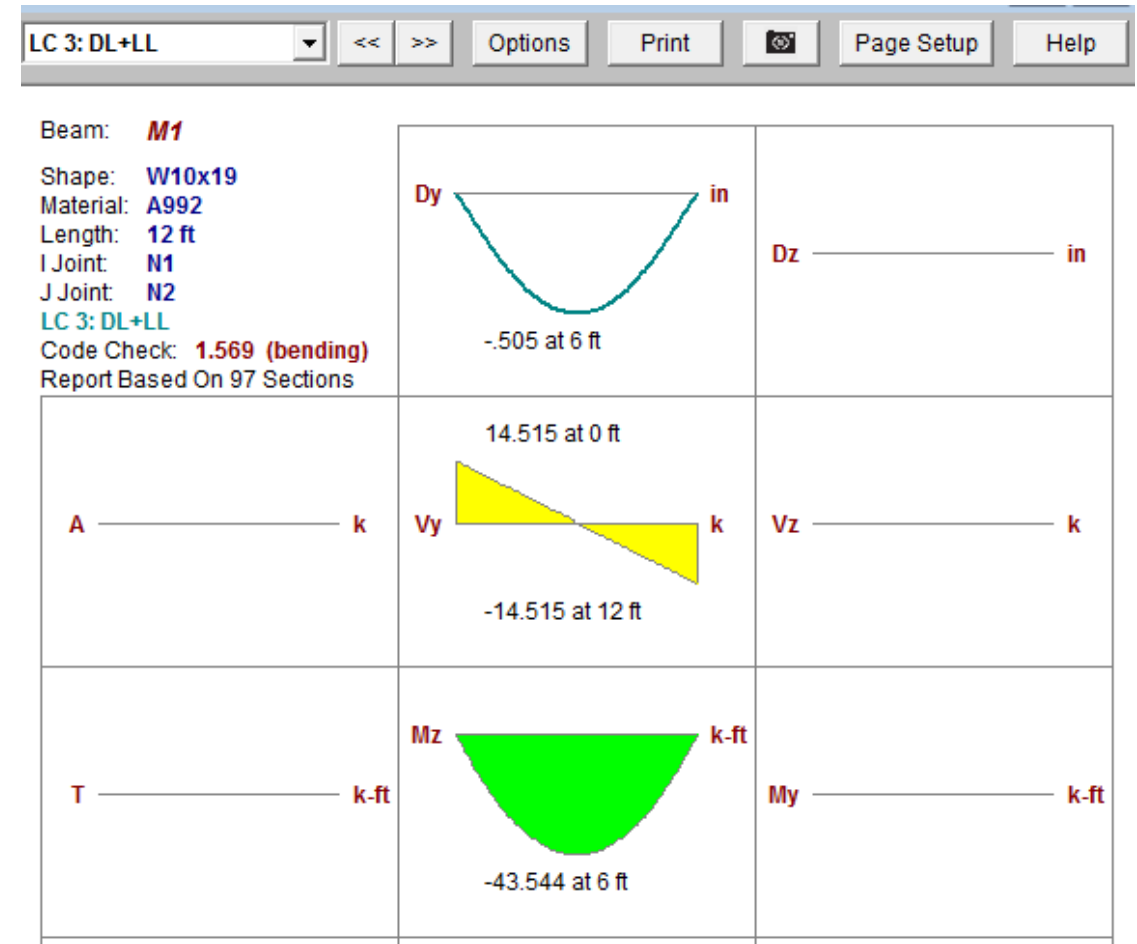 LC 3: DL+LL << >> Options Print Page Setup Help
Beam: M1
Shape: W10x19
Material: A992
Length: 12 ft
I Joint: N1
J Joint: N2
LC 3: DL+LL
Code Check: 1.569 (bending)
Report Based On 97 Sections
Dy in
-.505 at 6 ft
Dz in
A k
14.515 at 0 ft
Vy k
-14.515 at 12 ft
Vz k
T k-ft
Mz k-ft
-43.544 at 6 ft
My k-ft